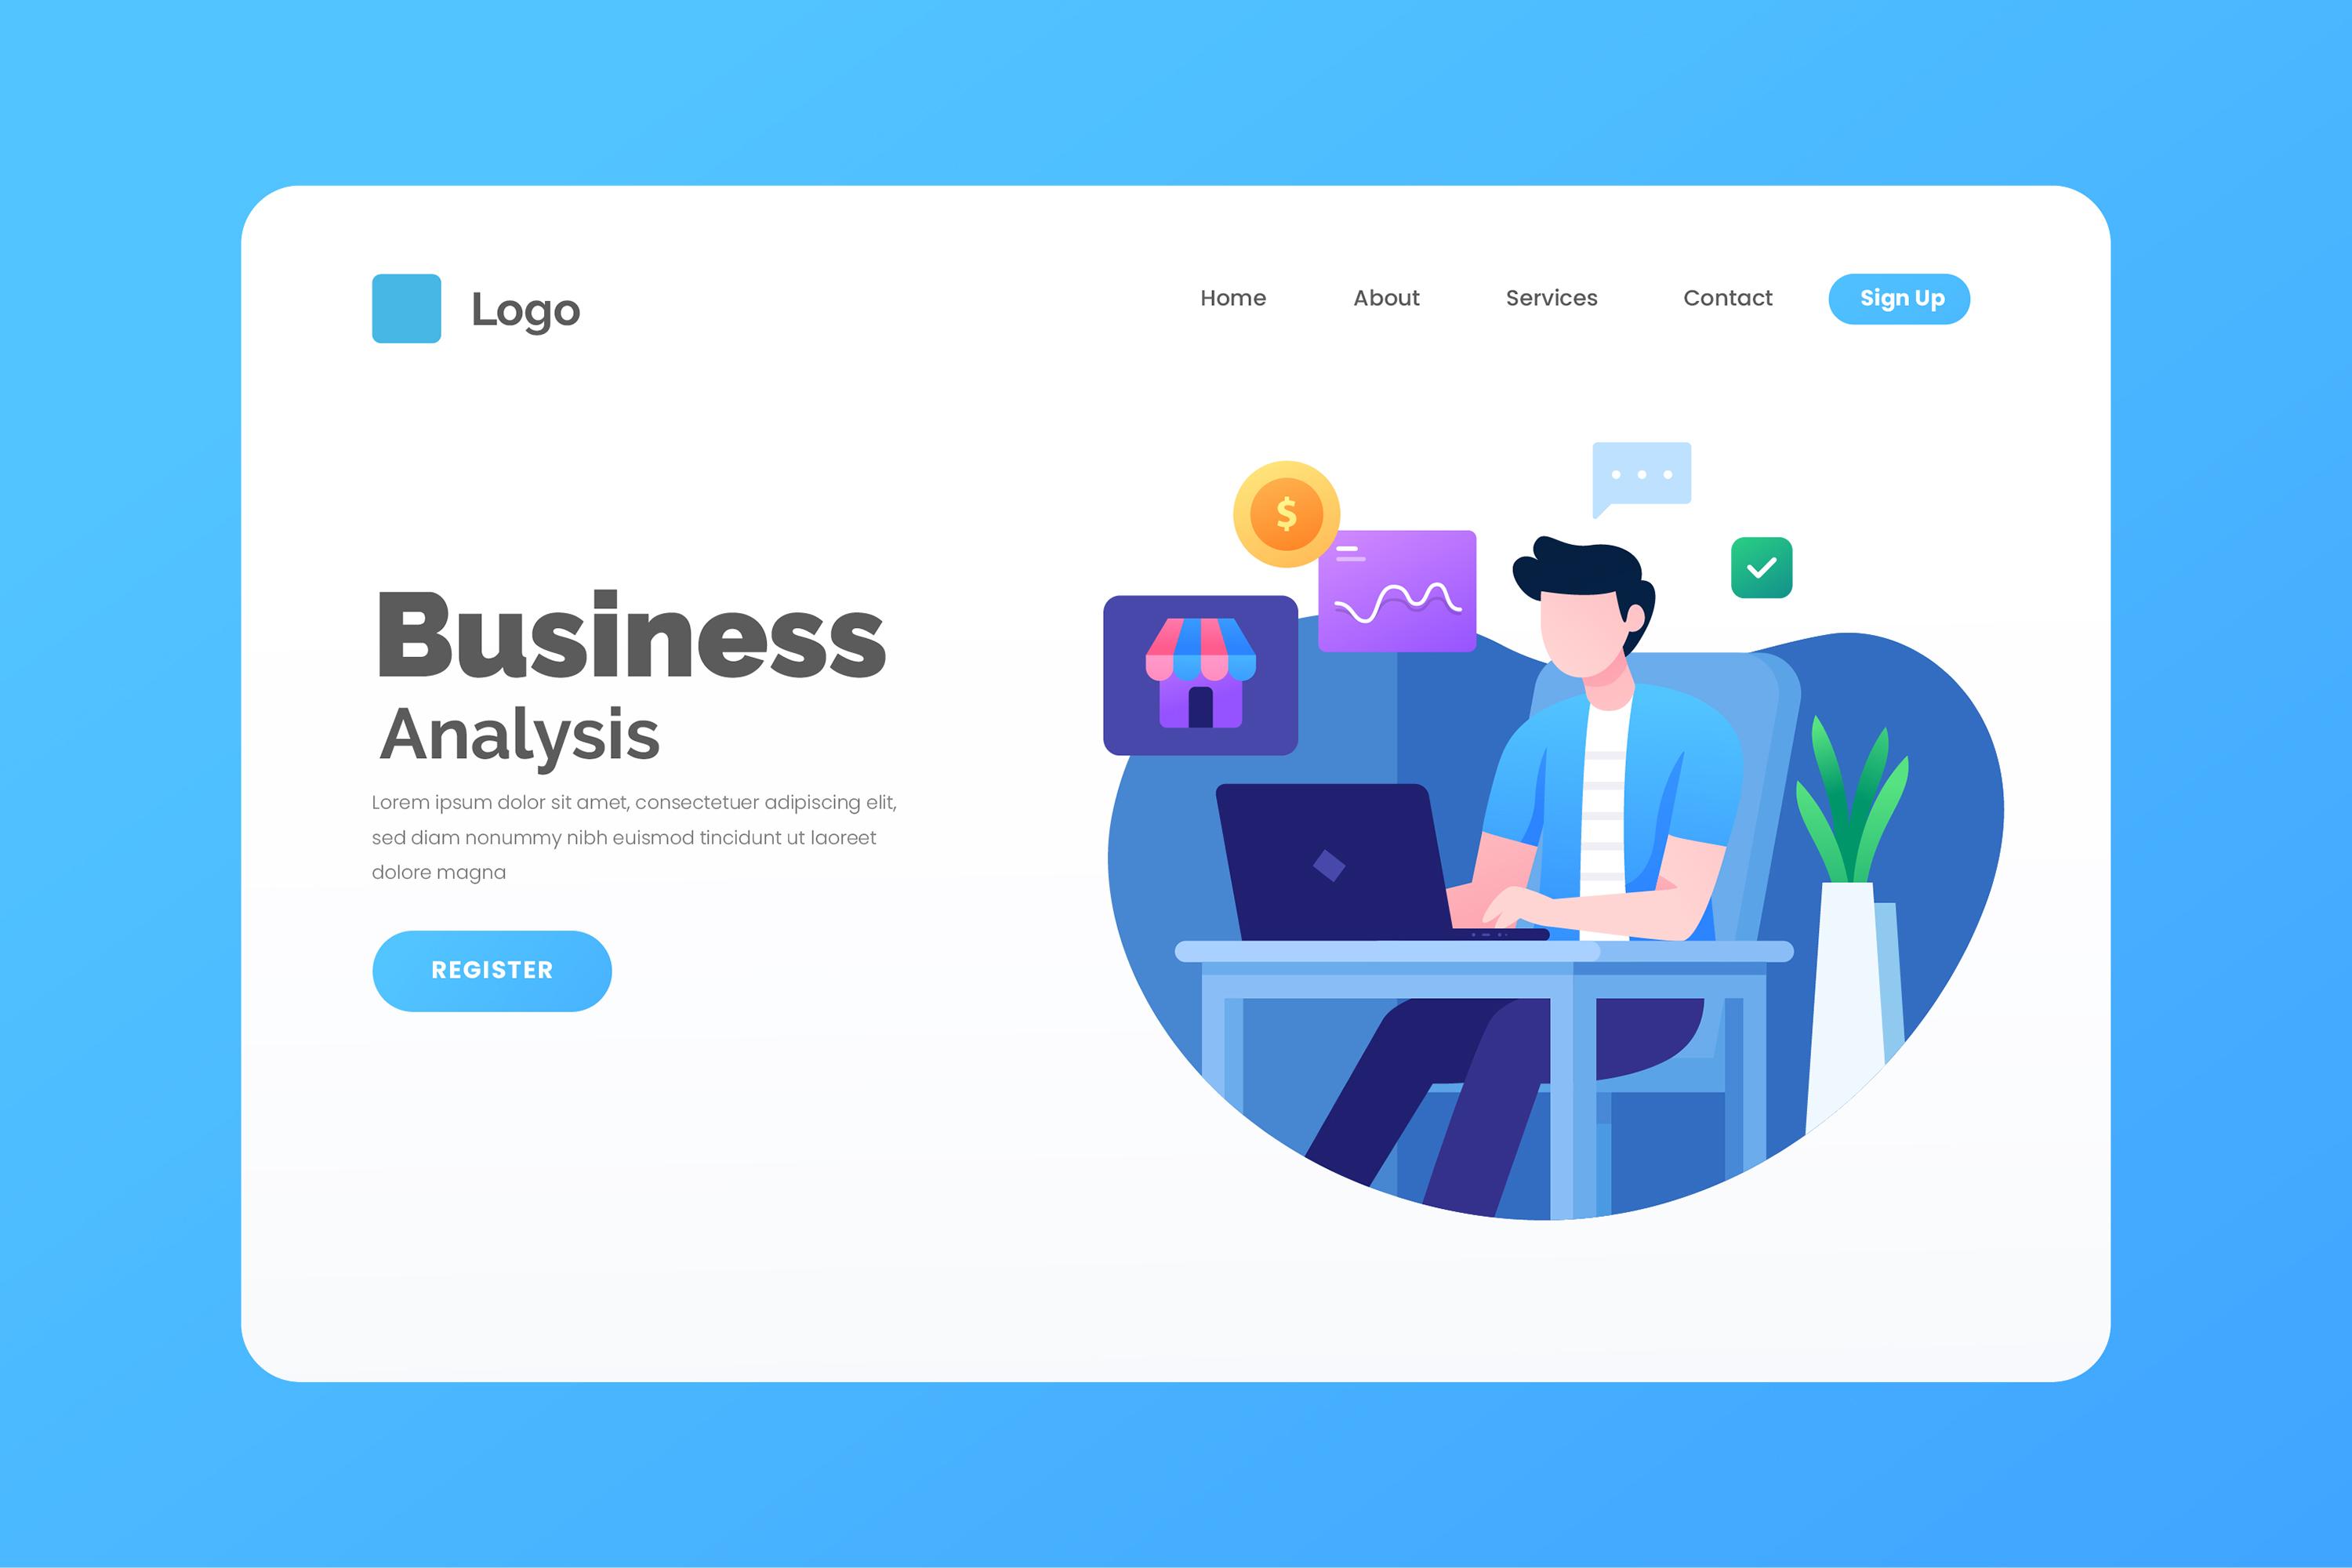 Logo
Home About Services Contact Sign Up
$
Business
Analysis
Lorem ipsum dolor sit amet, consectetuer adipiscing elit,
sed diam nonummy nibh euismod tincidunt ut laoreet
dolore magna
REGISTER